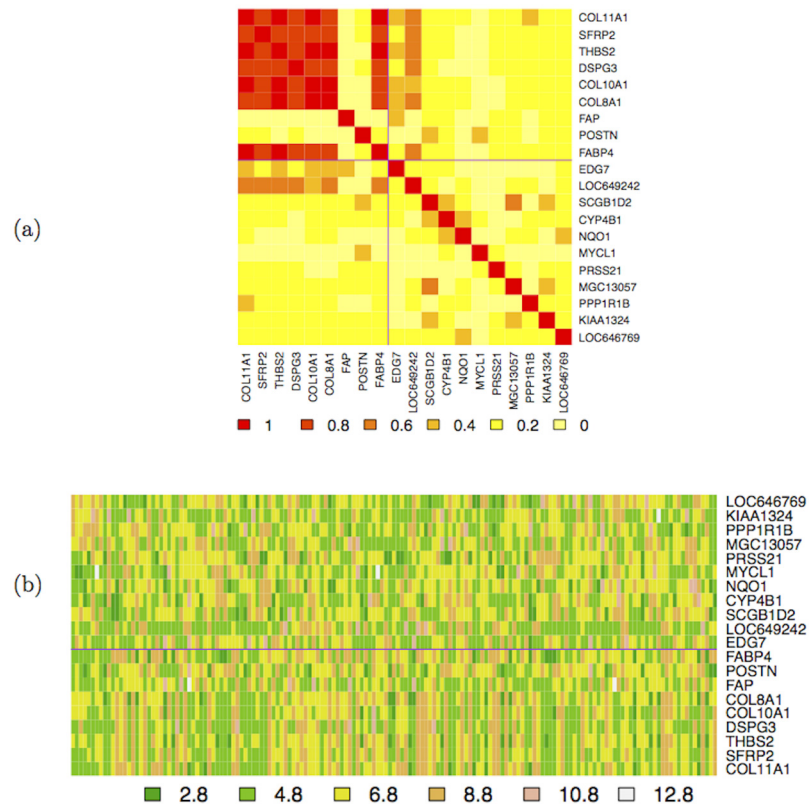 COL11A1
SFRP2
THBS2
DSPG3
COL10A1
COL8A1
FAP
POSTN
FABP4
EDG7
LOC649242
SCGB1D2
CYP4B1
NQO1
MYCL1
PRSS21
MGC13057
PPP1R1B
KIAA1324
LOC646769
(a)
COL11A1 SFRP2 THBS2 DSPG3 COL10A1 COL8A1 FAP POSTN FABP4 EDG7 LOC649242 SCGB1D2 CYP4B1 NQO1 MYCL1 PRSS21 MGC13057 PPP1R1B KIAA1324 LOC646769
1 0.8 0.6 0.4 0.2 0
LOC646769
KIAA1324
PPP1R1B
MGC13057
PRSS21
MYCL1
NQO1
CYP4B1
SCGB1D2
LOC649242
EDG7
(b)
FABP4
POSTN
FAP
COL8A1
COL10A1
DSPG3
THBS2
SFRP2
COL11A1
2.8 4.8 6.8 8.8 10.8 12.8